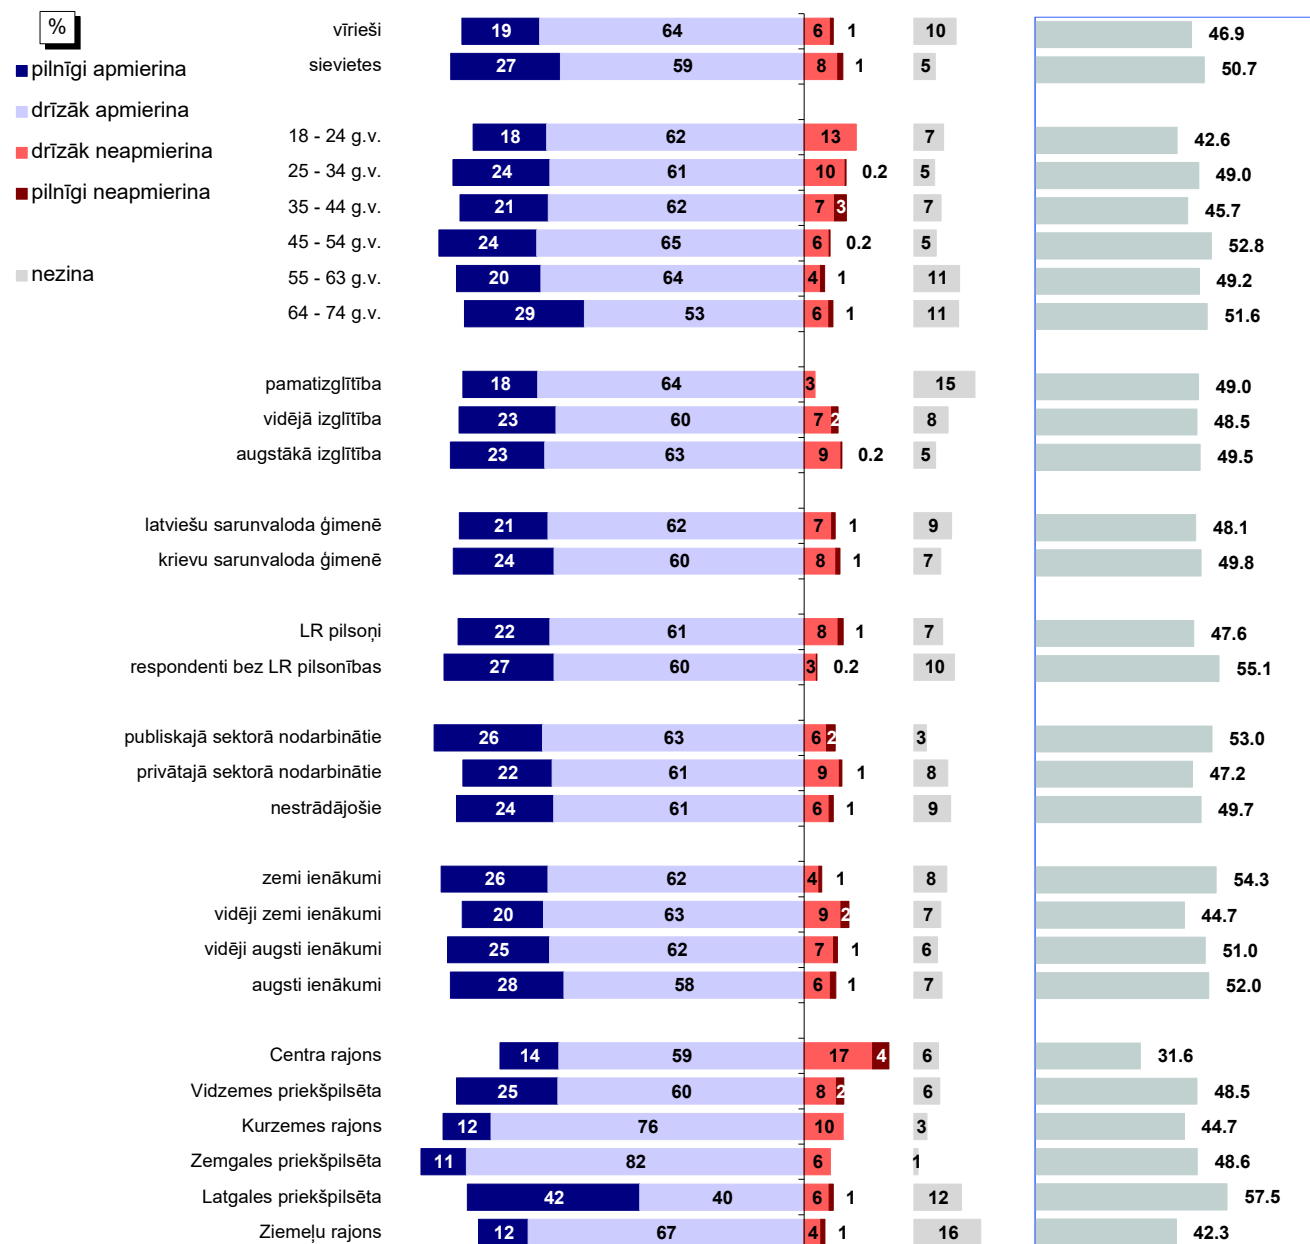 %
pilnīgi apmierina
drīzāk apmierina
drīzāk neapmierina
pilnīgi neapmierina
nezina
vīrieši 19 64 6 1 10 46.9
sievietes 27 59 8 1 5 50.7
18 - 24 g.v. 18 62 13 7 42.6
25 - 34 g.v. 24 61 10 0.2 5 49.0
35 - 44 g.v. 21 62 7 3 7 45.7
45 - 54 g.v. 24 65 6 0.2 5 52.8
55 - 63 g.v. 20 64 4 1 11 49.2
64 - 74 g.v. 29 53 6 1 11 51.6
pamatizglītība 18 64 3 15 49.0
vidējā izglītība 23 60 7 2 8 48.5
augstākā izglītība 23 63 9 0.2 5 49.5
latviešu sarunvaloda ģimenē 21 62 7 1 9 48.1
krievu sarunvaloda ģimenē 24 60 8 1 7 49.8
LR pilsoņi 22 61 8 1 7 47.6
respondenti bez LR pilsonības 27 60 3 0.2 10 55.1
publiskajā sektorā nodarbinātie 26 63 6 2 3 53.0
privātajā sektorā nodarbinātie 22 61 9 1 8 47.2
nestrādājošie 24 61 6 1 9 49.7
zemi ienākumi 26 62 4 1 8 54.3
vidēji zemi ienākumi 20 63 9 2 7 44.7
vidēji augsti ienākumi 25 62 7 1 6 51.0
augsti ienākumi 28 58 6 1 7 52.0
Centra rajons 14 59 17 4 6 31.6
Vidzemes priekšpilsēta 25 60 8 2 6 48.5
Kurzemes rajons 12 76 10 3 44.7
Zemgales priekšpilsēta 11 82 6 1 48.6
Latgales priekšpilsēta 42 40 6 1 12 57.5
Ziemeļu rajons 12 67 4 1 16 42.3